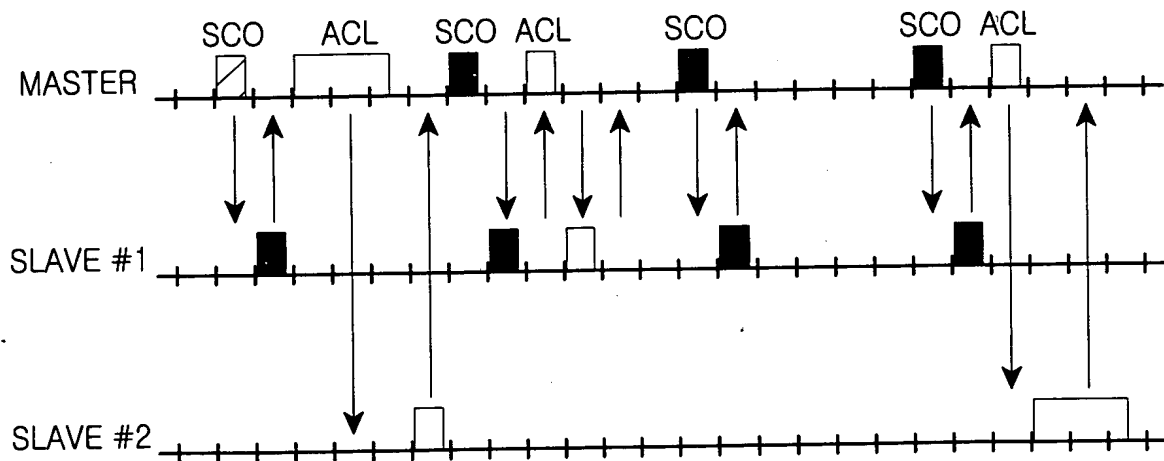 SCO ACL SCO ACL SCO SCO ACL
MASTER
SLAVE #1
SLAVE #2